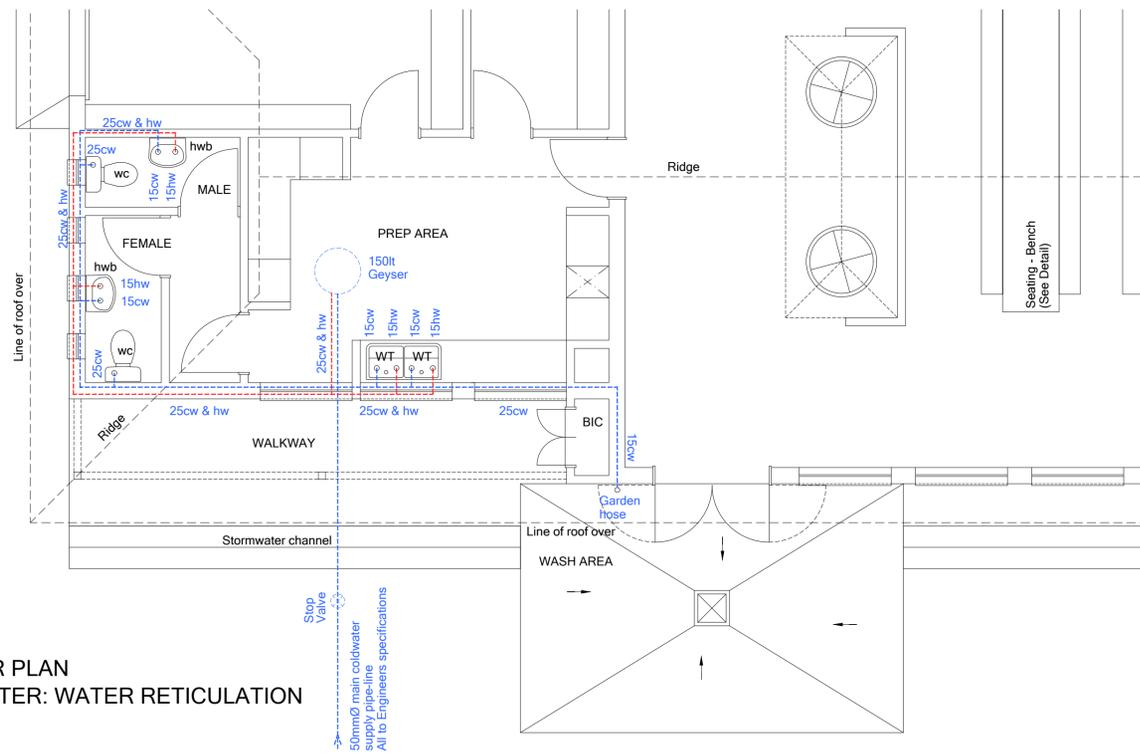 25cw & hw
25cw
hwb
wc
15cw
15hw
MALE
25cw & hw
FEMALE
hwb
15hw
15cw
25cw
wc
Line of roof over
PREP AREA
150lt
Geyser
25cw & hw
15cw
15hw
15cw
15hw
WT
WT
25cw & hw
25cw & hw
25cw
Ridge
WALKWAY
BIC
15cw
Garden
hose
Ridge
Seating - Bench
(See Detail)
Line of roof over
Stormwater channel
WASH AREA
Stop
Valve
50mmØ main coldwater
supply pipe-line
All to Engineers specifications
R PLAN
TER: WATER RETICULATION